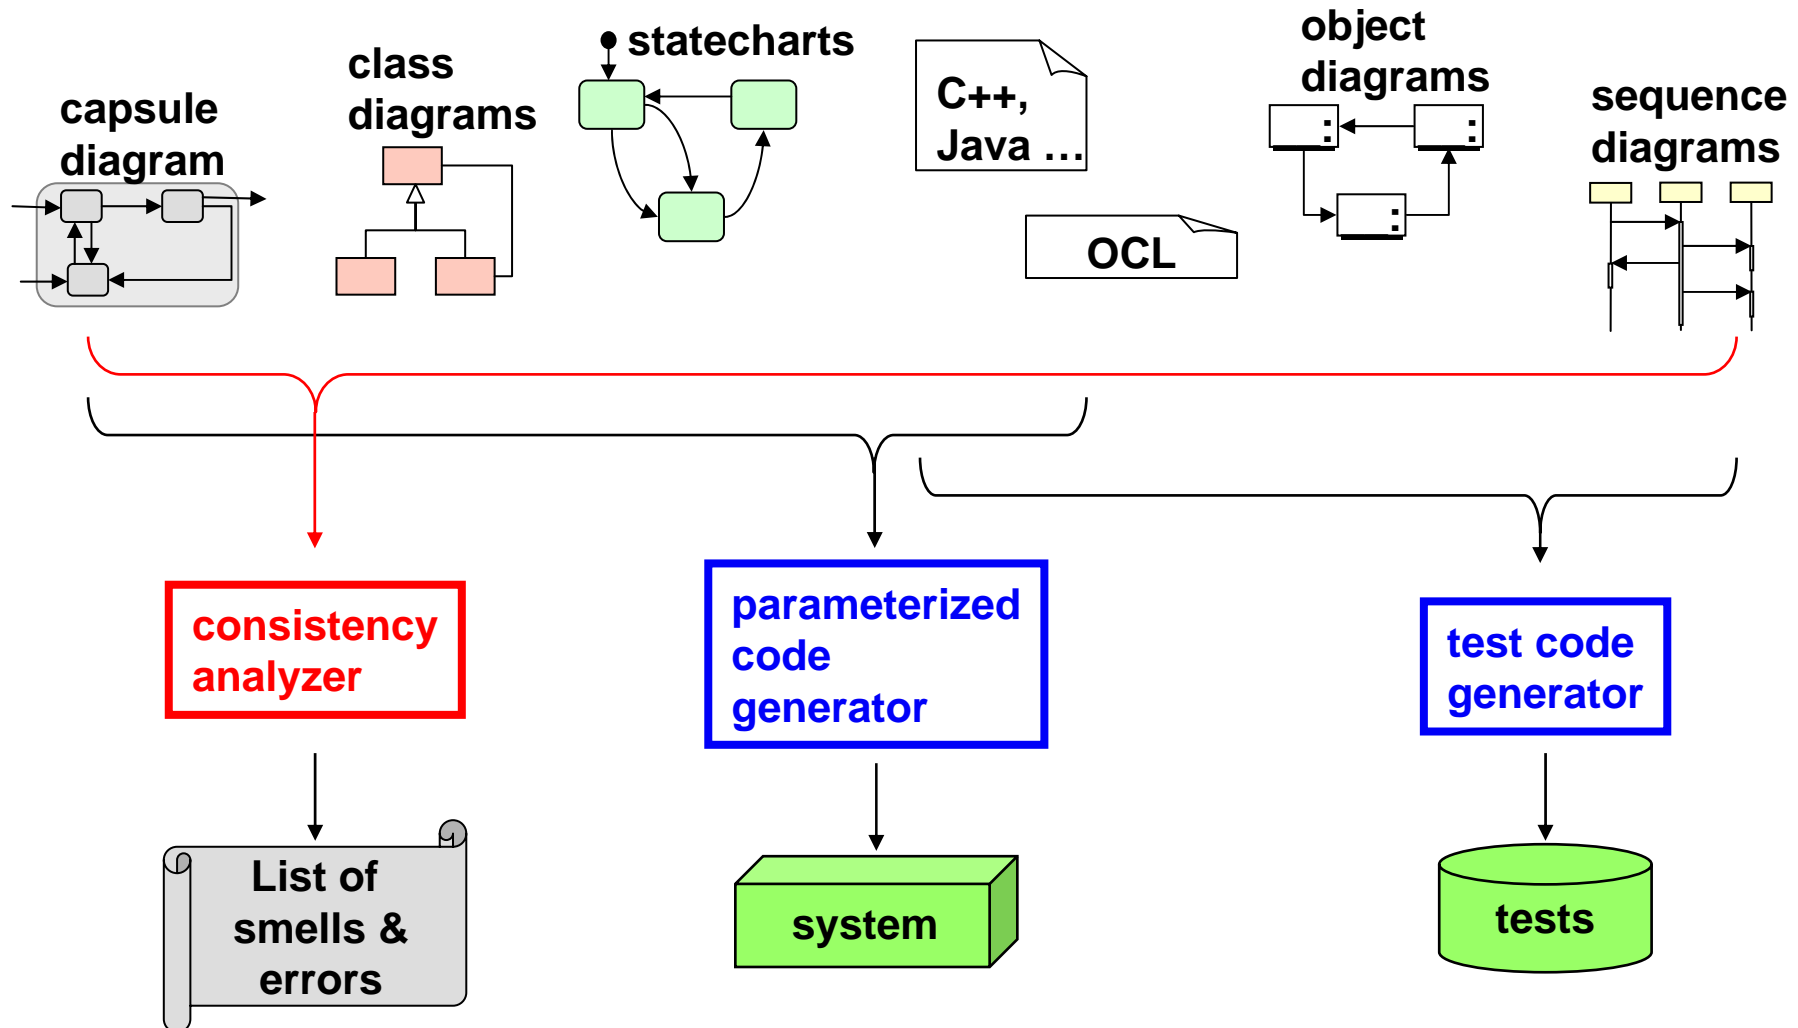 capsule
diagram
class
diagrams
statecharts
C++,
Java ...
OCL
object
diagrams
:
:
:
sequence
diagrams
consistency
analyzer
parameterized
code
generator
test code
generator
List of
smells &
errors
system
tests